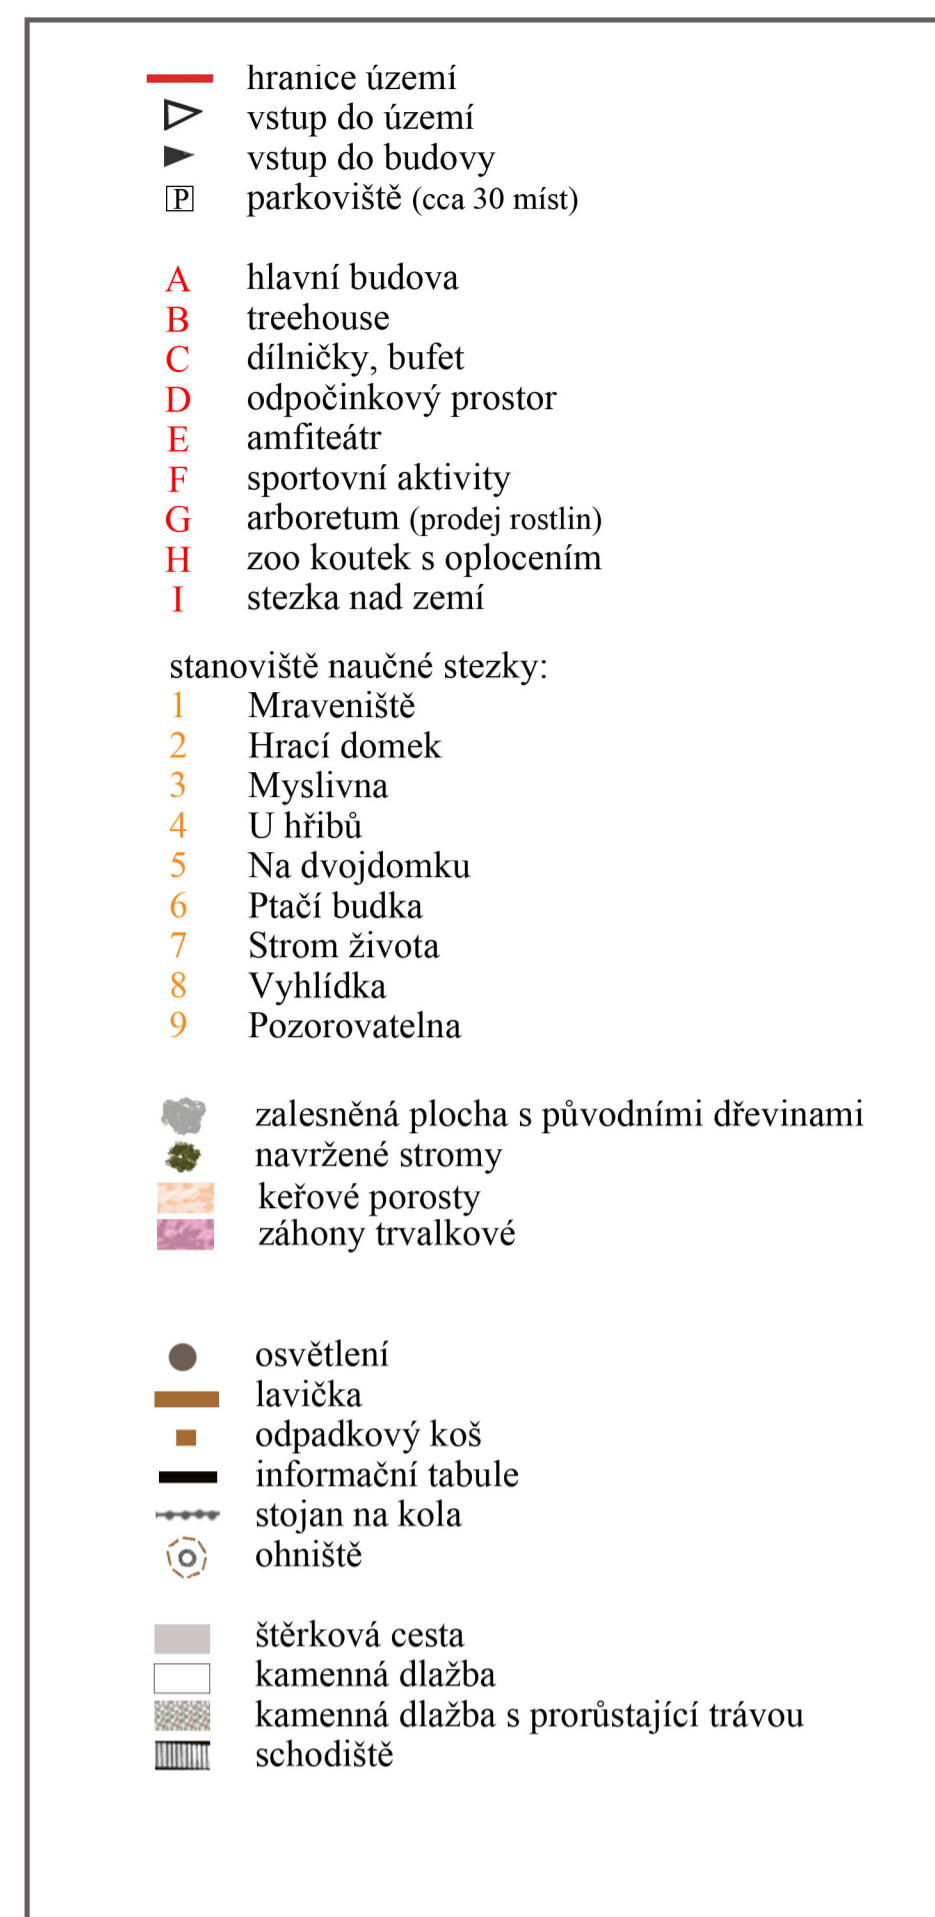 hranice území
vstup do území
vstup do budovy
P parkoviště (cca 30 míst)
A hlavní budova
B treehouse
C dílničky, bufet
D odpočinkový prostor
E amfiteátr
F sportovní aktivity
G arboretum (prodej rostlin)
H zoo koutek s oplocením
I stezka nad zemí
stanoviště naučné stezky:
1 Mraveniště
2 Hrací domek
3 Myslivna
4 U hřibů
5 Na dvojdomku
6 Ptačí budka
7 Strom života
8 Vyhlídka
9 Pozorovatelna
zalesněná plocha s původními dřevinami
navržené stromy
keřové porosty
záhony trvalkové
osvětlení
lavička
odpadkový koš
informační tabule
stojan na kola
ohniště
štěrková cesta
kamenná dlažba
kamenná dlažba s prorůstající trávou
schodiště